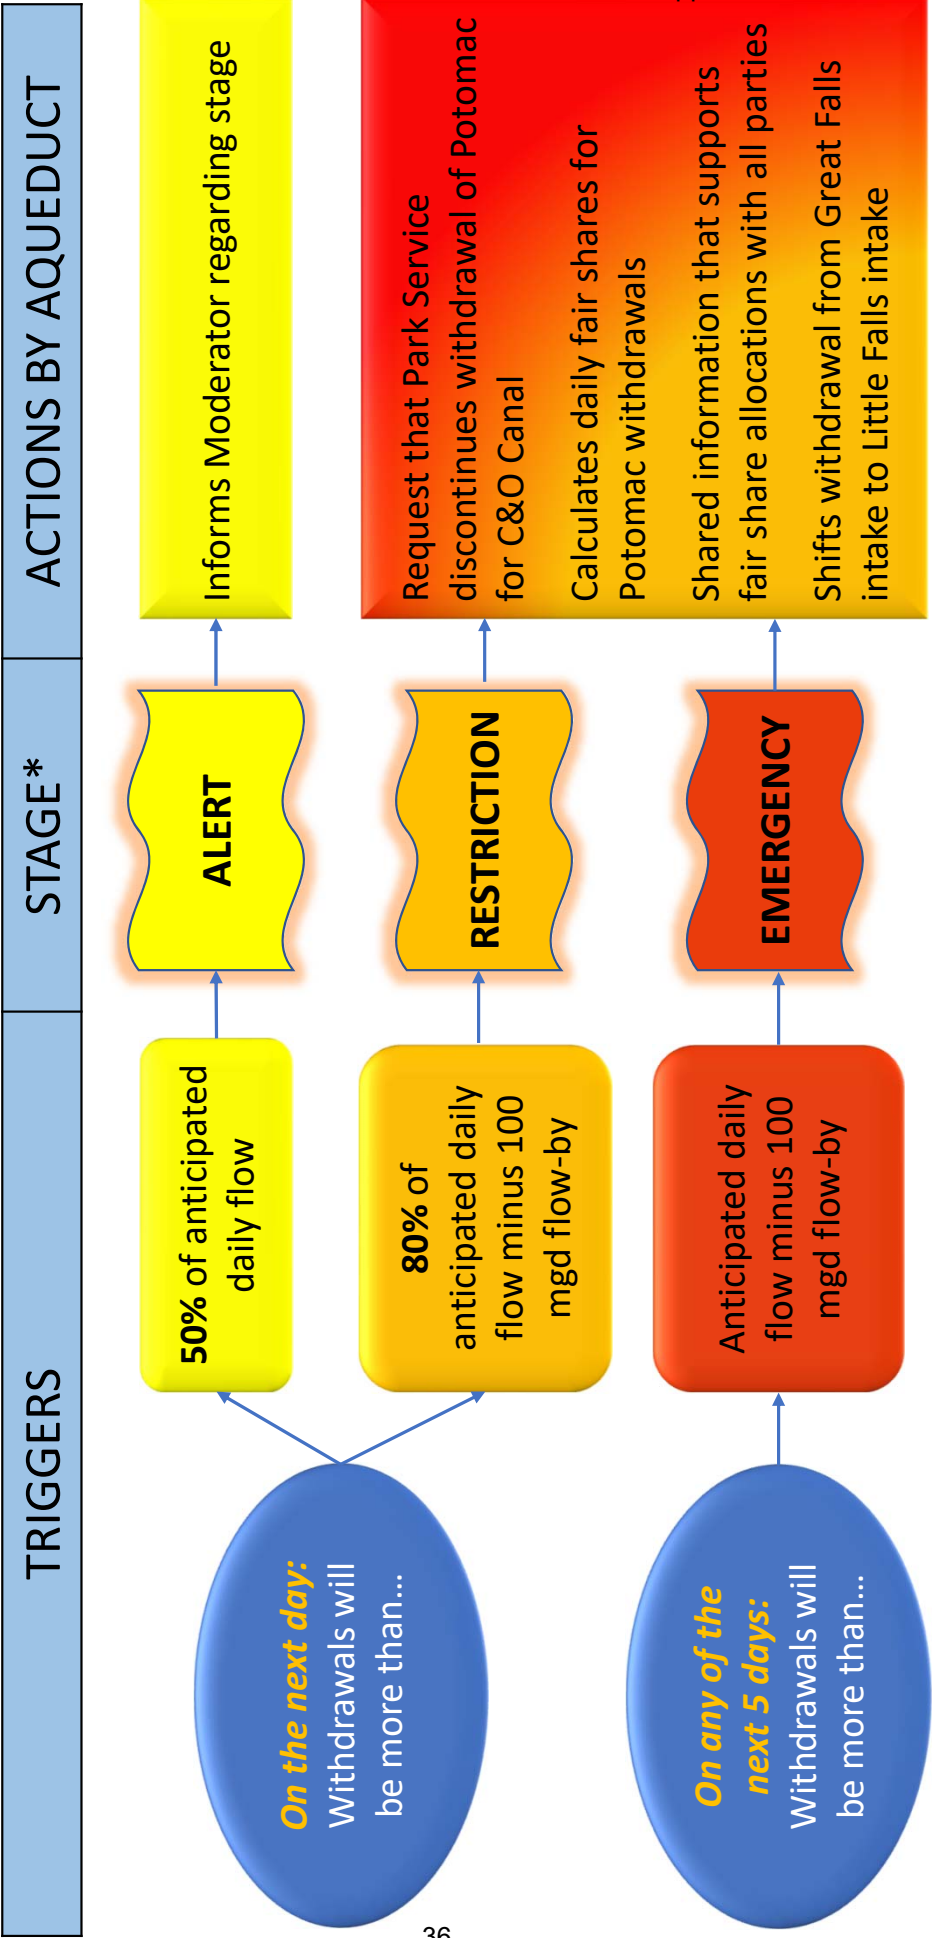 TRIGGERS
STAGE*
ACTIONS BY AQUEDUCT
On the next day:
Withdrawals will
be more than...
50% of anticipated
daily flow
ALERT
Informs Moderator regarding stage
80% of
anticipated daily
flow minus 100
mgd flow-by
RESTRICTION
Request that Park Service
discontinues withdrawal of Potomac
for C&O Canal
Calculates daily fair shares for
Potomac withdrawals
Shared information that supports
fair share allocations with all parties
Shifts withdrawal from Great Falls
intake to Little Falls intake
On any of the
next 5 days:
Withdrawals will
be more than...
Anticipated daily
flow minus 100
mgd flow-by
EMERGENCY
36